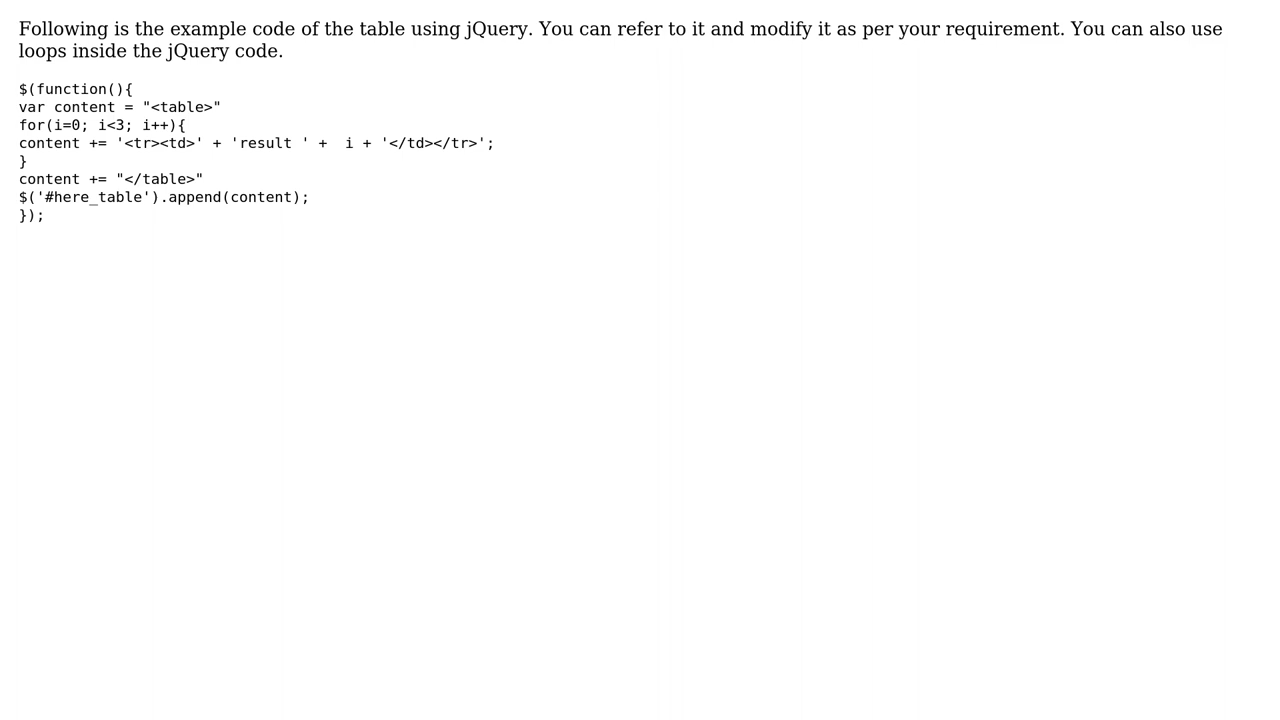 Following is the example code of the table using jQuery. You can refer to it and modify it as per your requirement. You can also use
loops inside the jQuery code.
$(function(){
var content = "<table>"
for(i=0; i<3; i++){
content += '<tr><td>' + 'result ' +  i + '</td></tr>';
}
content += "</table>"
$('#here_table').append(content);
});